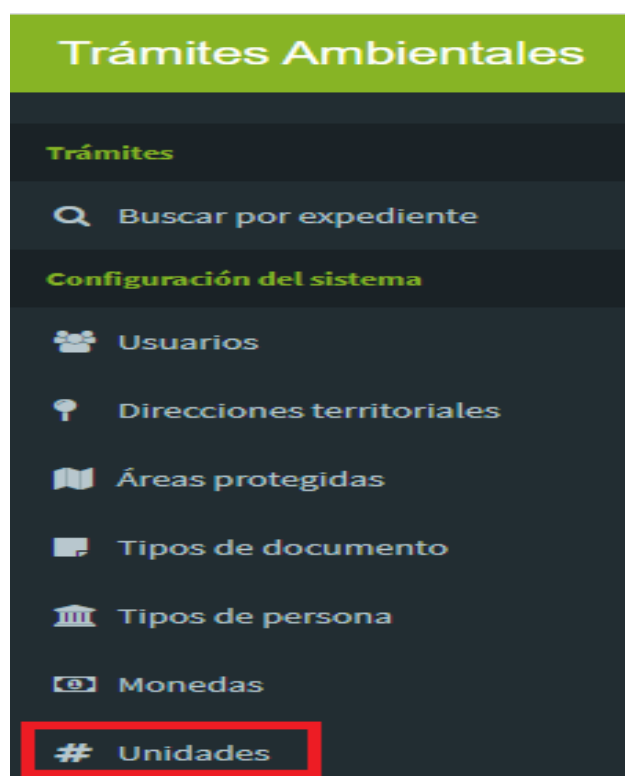 Trámites Ambientales
Trámites
Buscar por expediente
Configuración del sistema
Usuarios
Direcciones territoriales
Áreas protegidas
Tipos de documento
Tipos de persona
Monedas
# Unidades